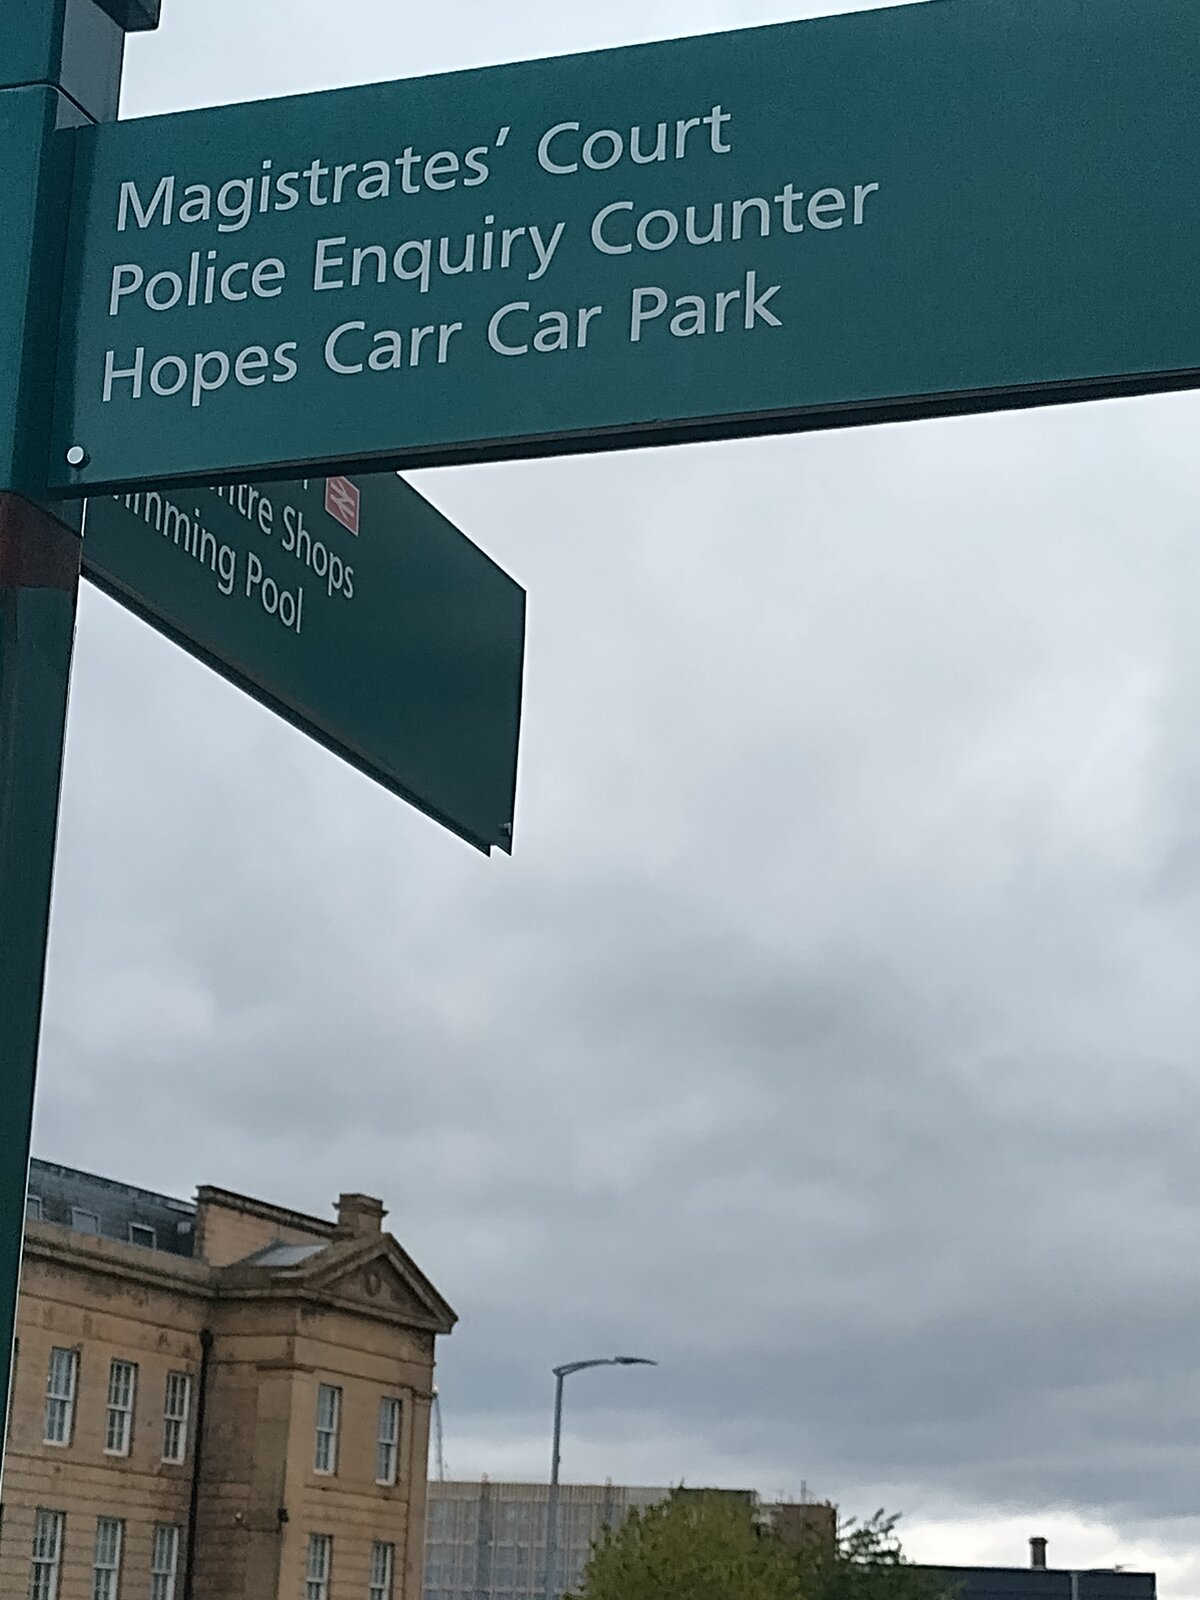 Magistrates’ Court
Police Enquiry Counter
Hopes Carr Car Park
Shops
Pool